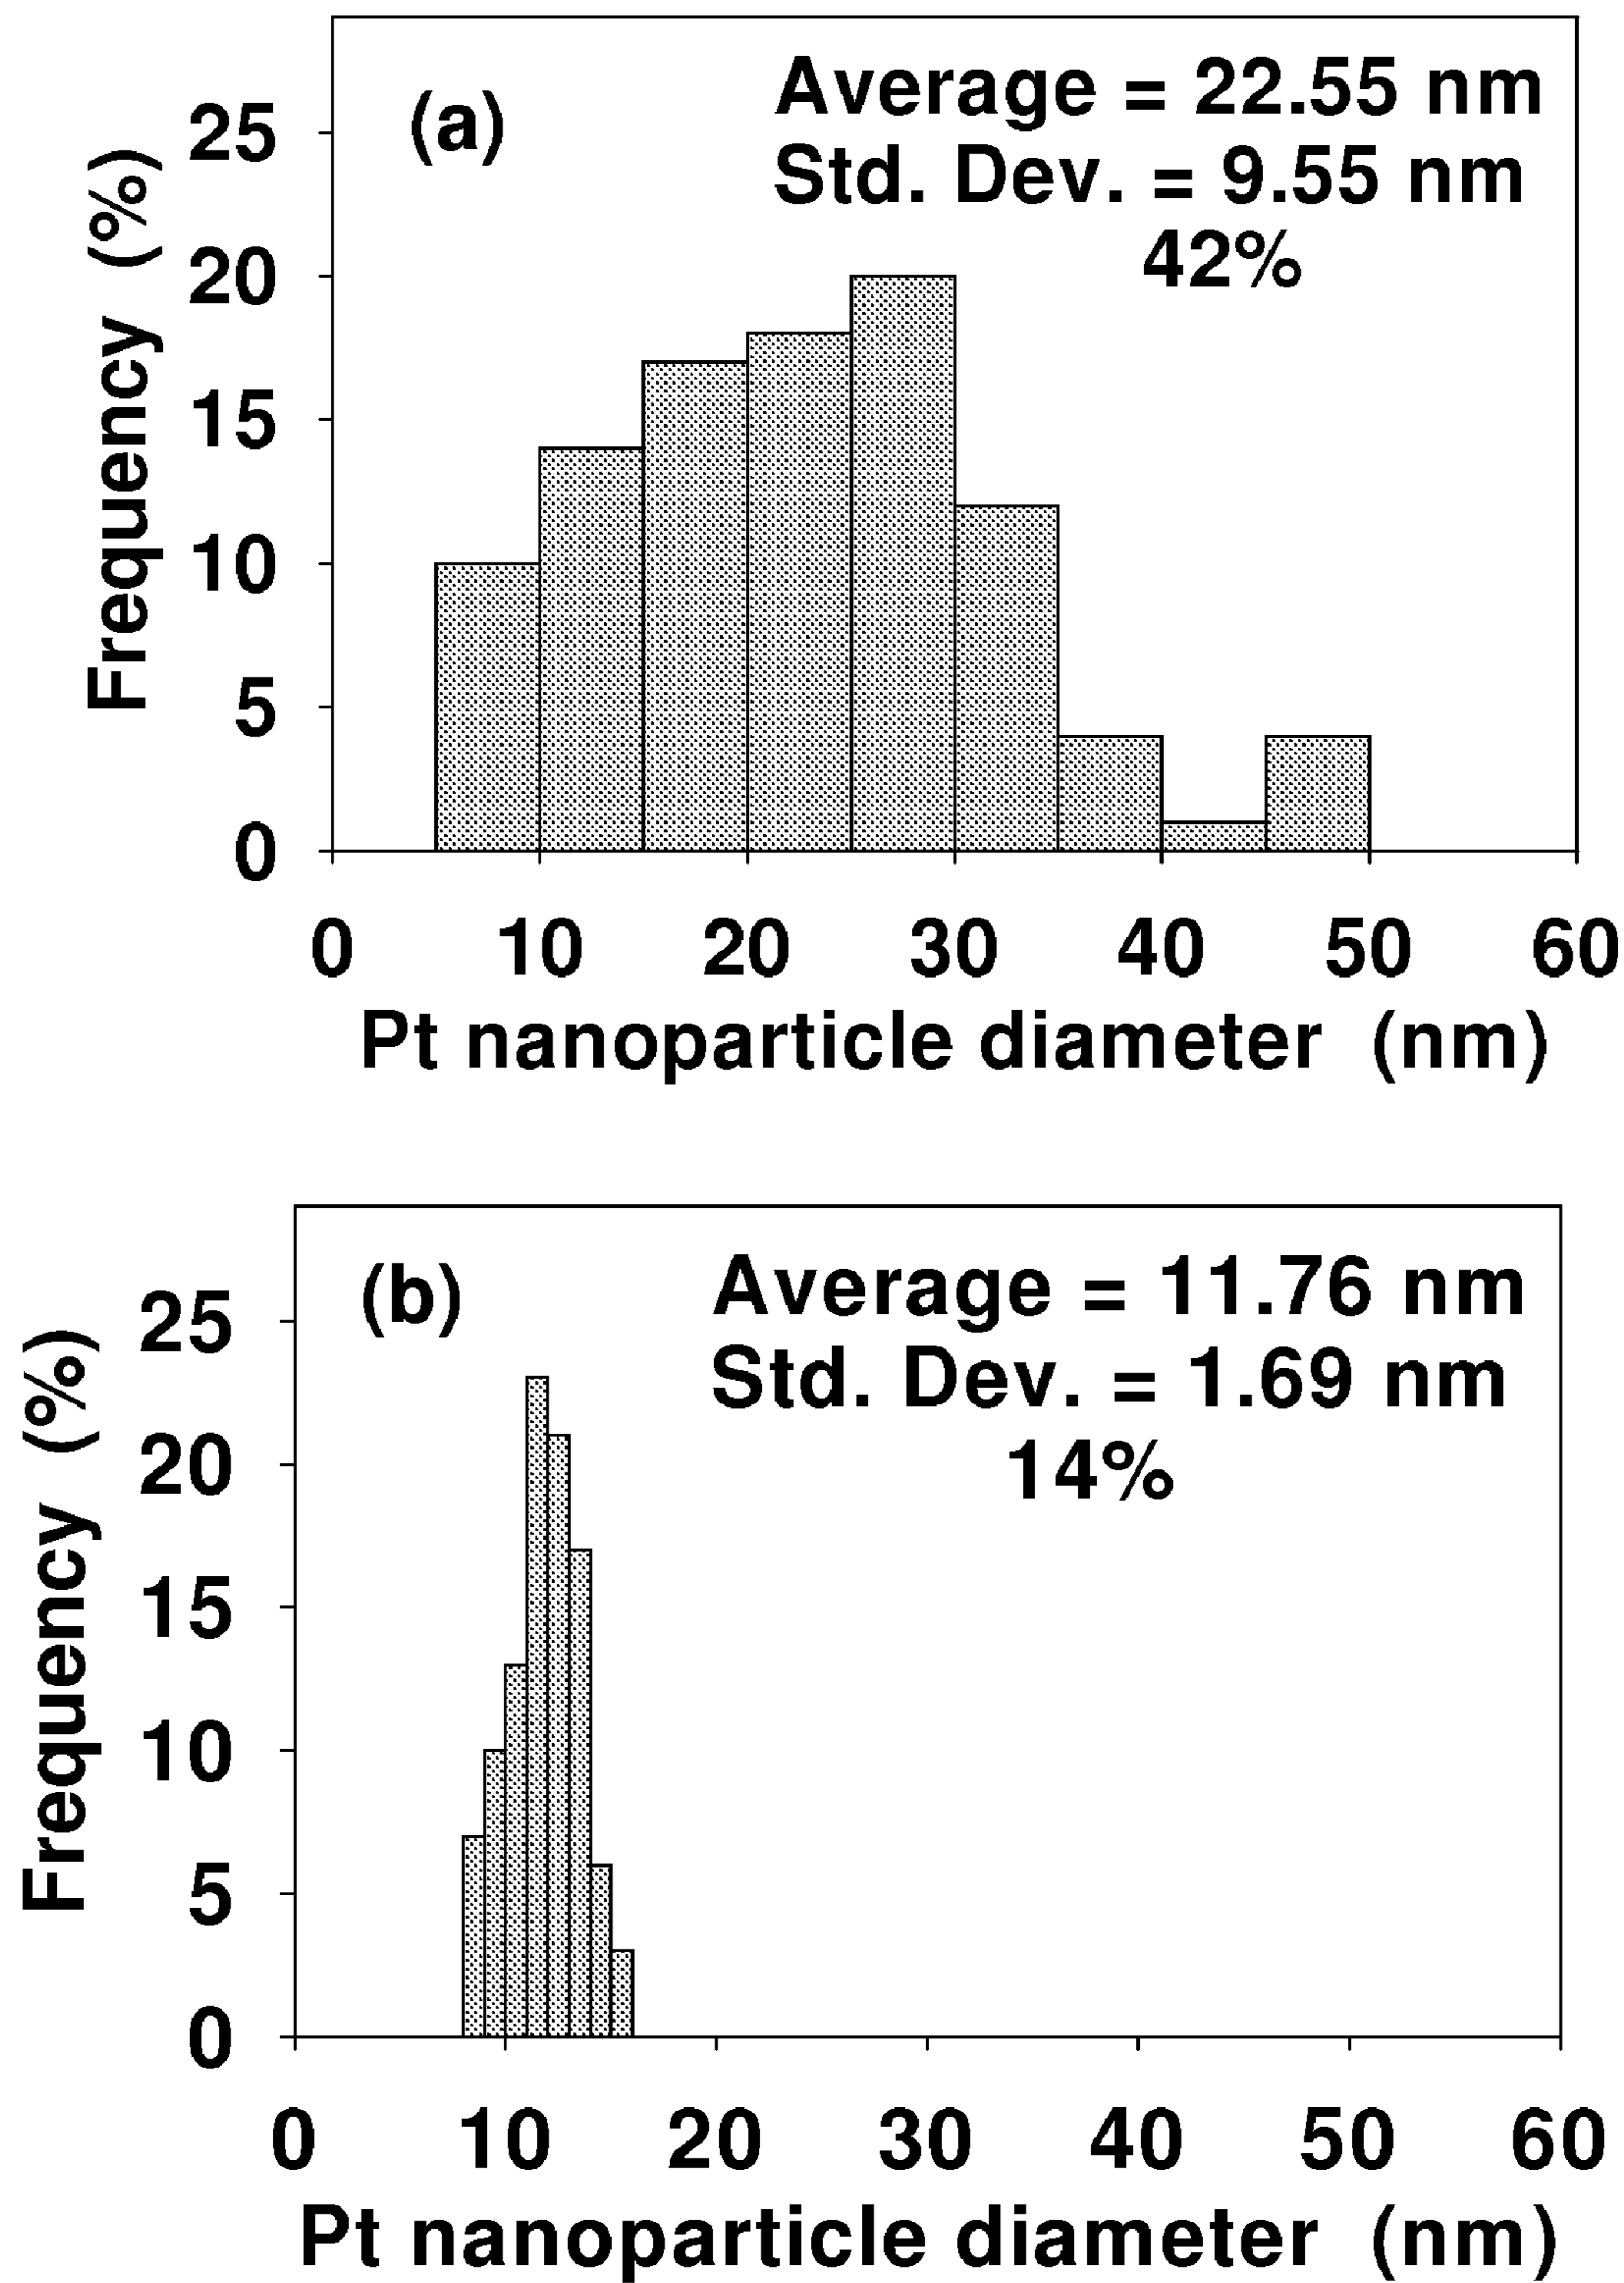 (a)
Average = 22.55 nm
Std. Dev. = 9.55 nm
42%
Frequency (%)
25
20
15
10
5
0
0 10 20 30 40 50 60
Pt nanoparticle diameter (nm)
(b)
Average = 11.76 nm
Std. Dev. = 1.69 nm
14%
Frequency (%)
25
20
15
10
5
0
0 10 20 30 40 50 60
Pt nanoparticle diameter (nm)